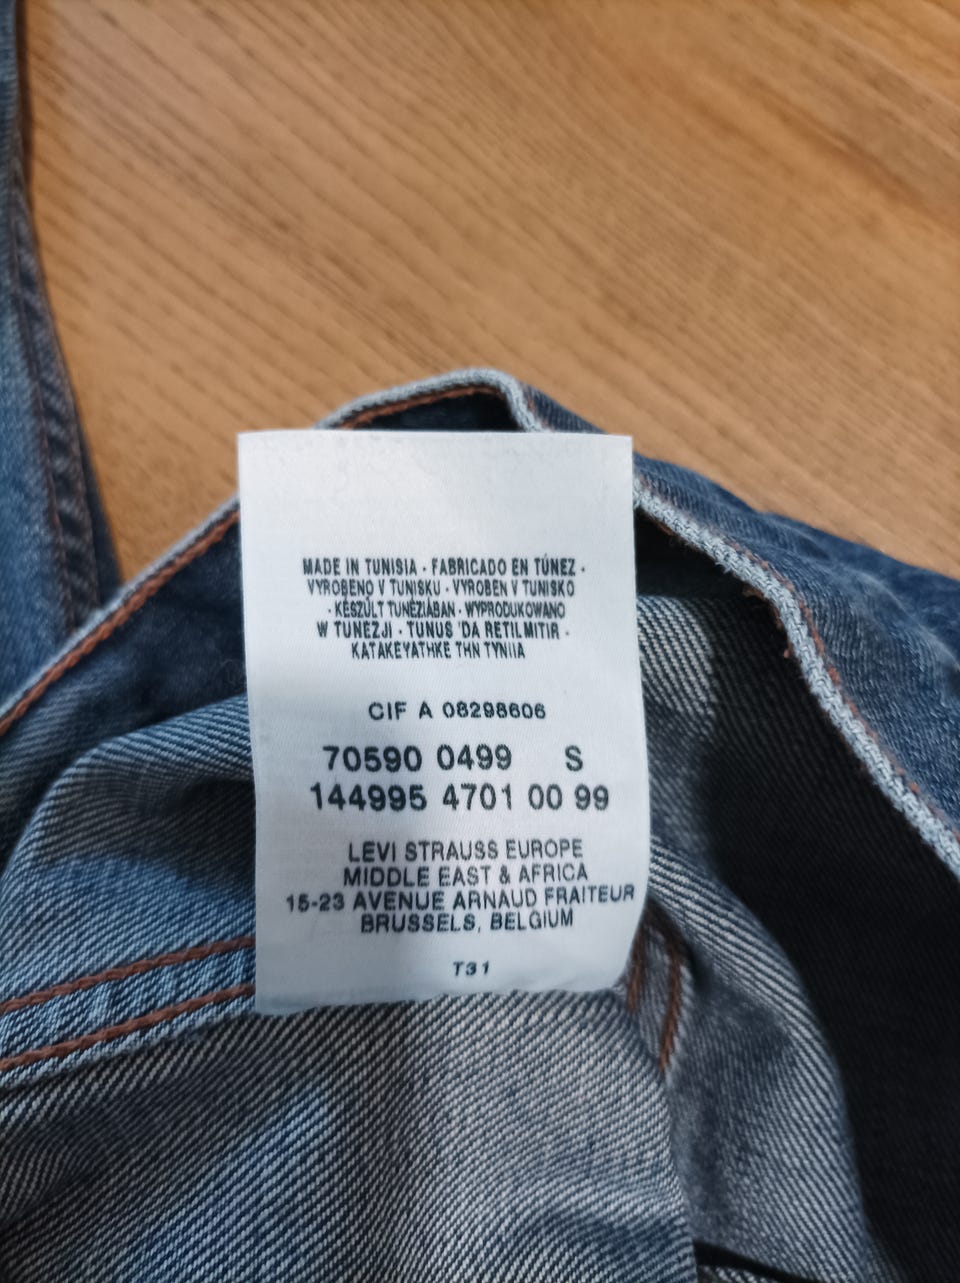 MADE IN TUNISIA - FABRICADO EN TÚNEZ -
VYROBENO V TUNISKU - VYROBEN V TUNISKO
- KÉSZÜLT TUNÉZIÁBAN - WYPRODUKOWANO
W TUNEZJI - TUNUS 'DA RETILMITIR -
KATAKEYATHKE THN TYNIIA
CIF A 08298606
70590 0499 S
144995 4701 00 99
LEVI STRAUSS EUROPE
MIDDLE EAST & AFRICA
15-23 AVENUE ARNAUD FRAITEUR
BRUSSELS, BELGIUM
T31